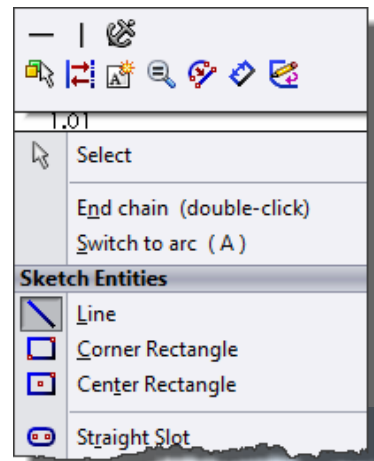 1.01
Select
End chain (double-click)
Switch to arc ( A )
Sketch Entities
Line
Corner Rectangle
Center Rectangle
Straight Slot